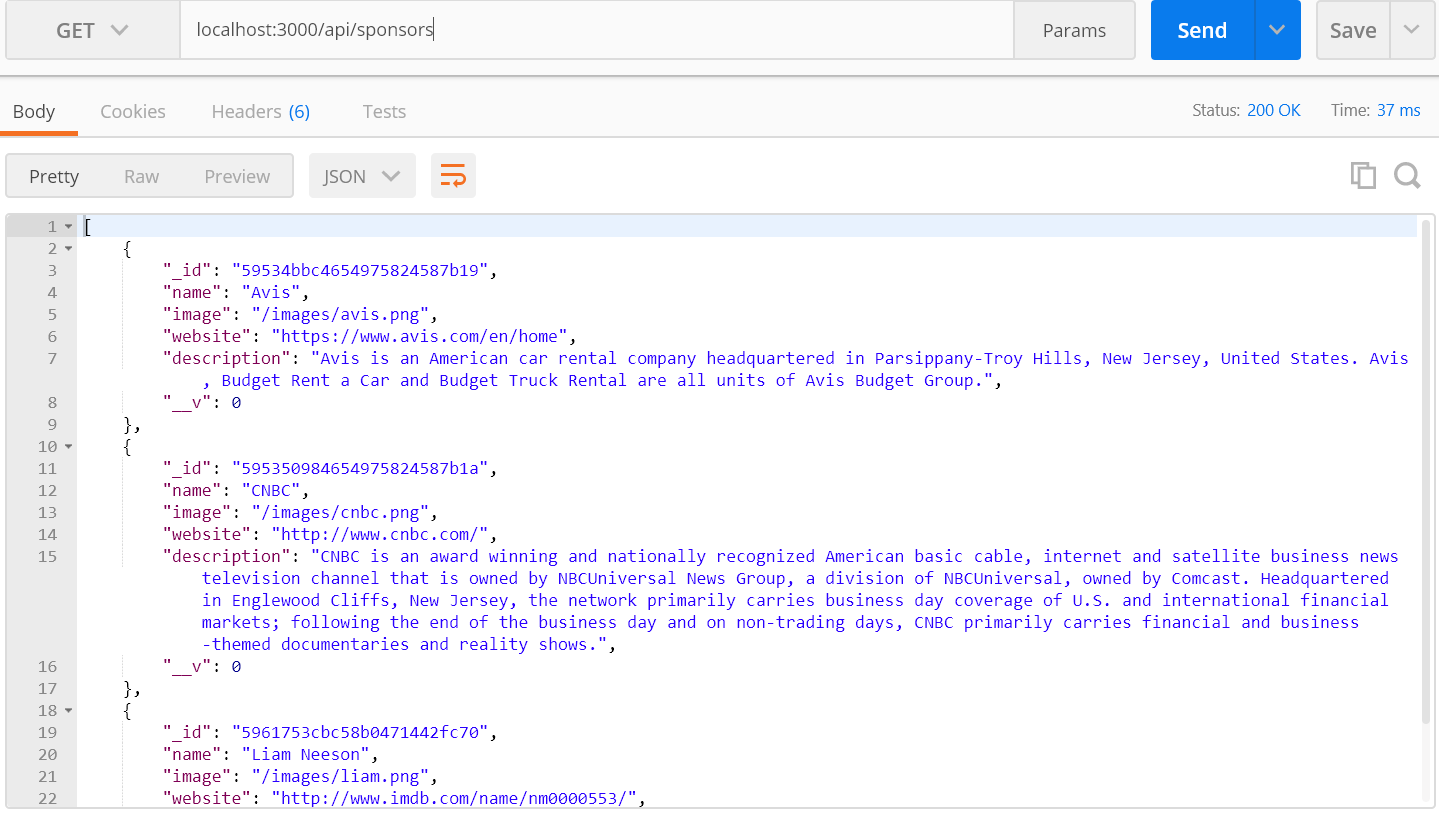 GET localhost:3000/api/sponsors Params Send Save
Body Cookies Headers (6) Tests Status: 200 OK Time: 37 ms
Pretty Raw Preview JSON
1 [
2 {
3 "_id": "59534bbc4654975824587b19",
4 "name": "Avis",
5 "image": "/images/avis.png",
6 "website": "https://www.avis.com/en/home",
7 "description": "Avis is an American car rental company headquartered in Parsippany-Troy Hills, New Jersey, United States. Avis
, Budget Rent a Car and Budget Truck Rental are all units of Avis Budget Group.",
8 "__v": 0
9 },
10 {
11 "_id": "595350984654975824587b1a",
12 "name": "CNBC",
13 "image": "/images/cnbc.png",
14 "website": "http://www.cnbc.com/",
15 "description": "CNBC is an award winning and nationally recognized American basic cable, internet and satellite business news
television channel that is owned by NBCUniversal News Group, a division of NBCUniversal, owned by Comcast. Headquartered
in Englewood Cliffs, New Jersey, the network primarily carries business day coverage of U.S. and international financial
markets; following the end of the business day and on non-trading days, CNBC primarily carries financial and business
-themed documentaries and reality shows.",
16 "__v": 0
17 },
18 {
19 "_id": "5961753cbc58b0471442fc70",
20 "name": "Liam Neeson",
21 "image": "/images/liam.png",
22 "website": "http://www.imdb.com/name/nm0000553/",